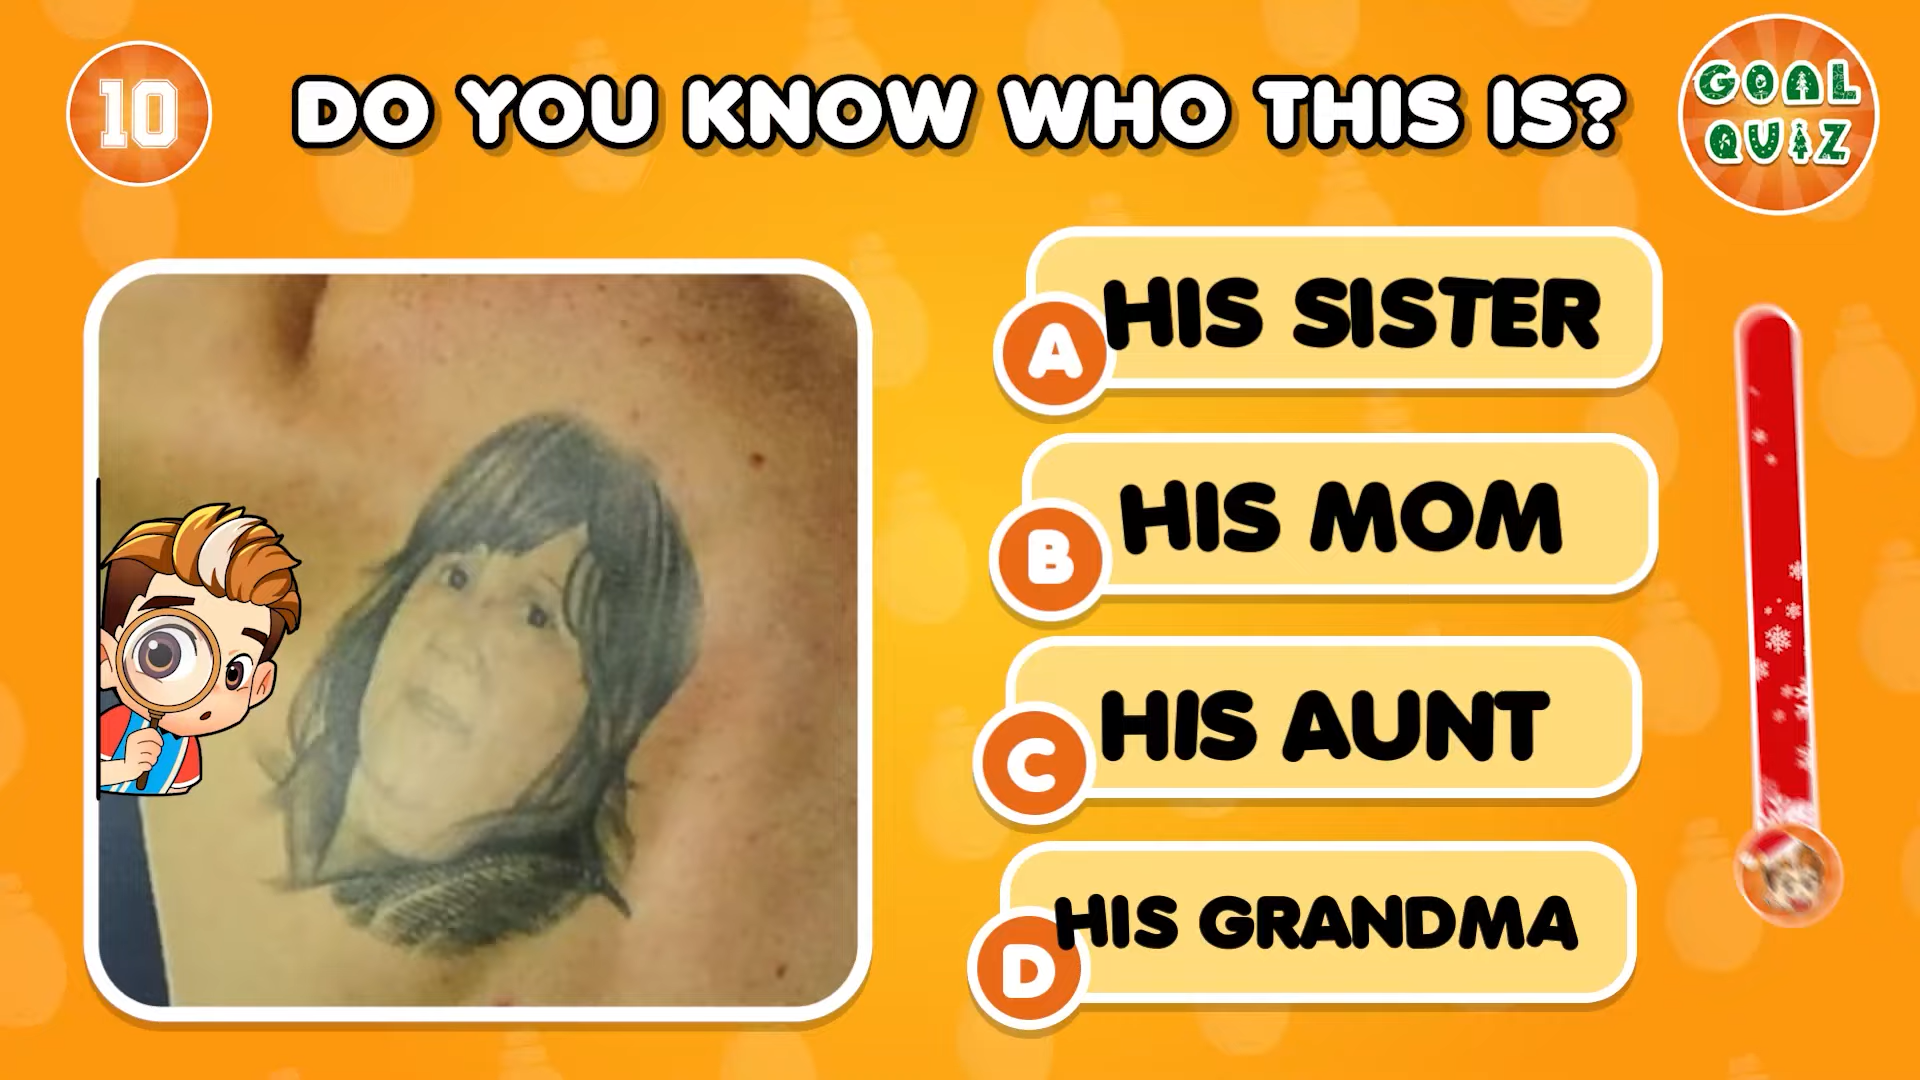 10
DO YOU KNOW WHO THIS IS?
GOAL
QUIZ
A HIS SISTER
B HIS MOM
C HIS AUNT
D HIS GRANDMA